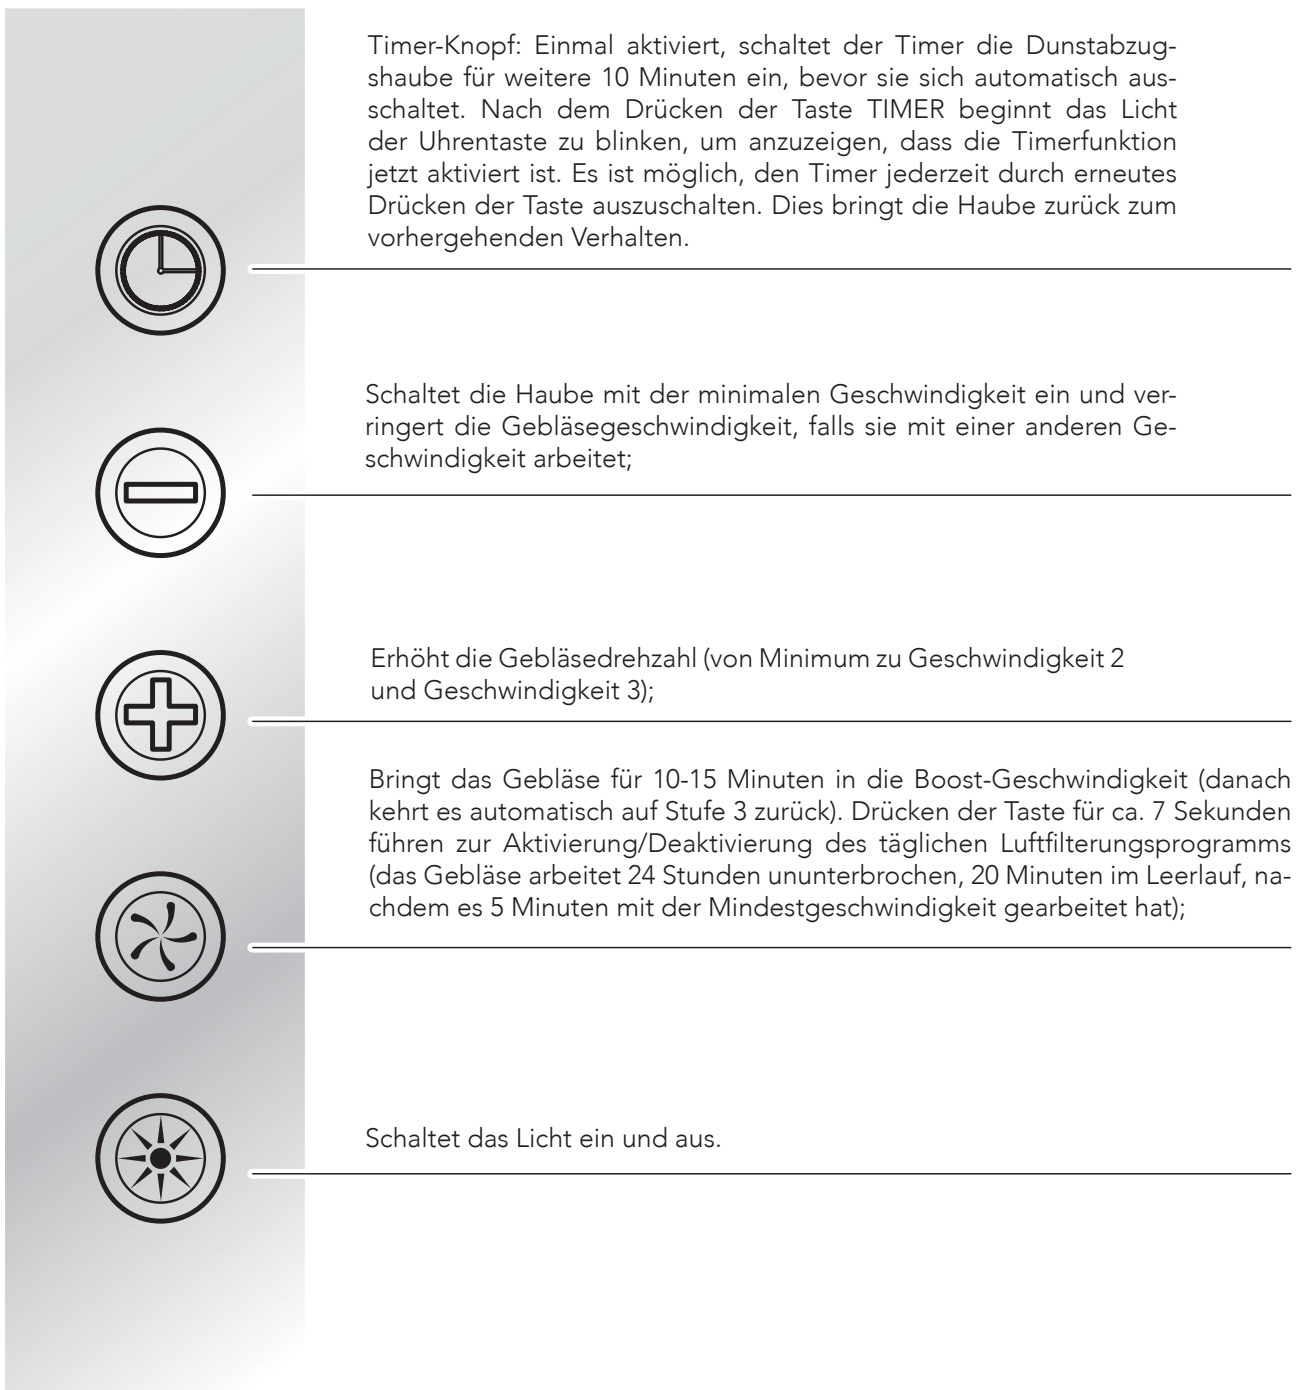 Timer-Knopf: Einmal aktiviert, schaltet der Timer die Dunstabzug-
shaube für weitere 10 Minuten ein, bevor sie sich automatisch aus-
schaltet. Nach dem Drücken der Taste TIMER beginnt das Licht
der Uhrentaste zu blinken, um anzuzeigen, dass die Timerfunktion
jetzt aktiviert ist. Es ist möglich, den Timer jederzeit durch erneutes
Drücken der Taste auszuschalten. Dies bringt die Haube zurück zum
vorhergehenden Verhalten.
Schaltet die Haube mit der minimalen Geschwindigkeit ein und ver-
ringert die Gebläsegeschwindigkeit, falls sie mit einer anderen Ge-
schwindigkeit arbeitet;
Erhöht die Gebläsedrehzahl (von Minimum zu Geschwindigkeit 2
und Geschwindigkeit 3);
Bringt das Gebläse für 10-15 Minuten in die Boost-Geschwindigkeit (danach
kehrt es automatisch auf Stufe 3 zurück). Drücken der Taste für ca. 7 Sekunden
führen zur Aktivierung/Deaktivierung des täglichen Luftfilterungsprogramms
(das Gebläse arbeitet 24 Stunden ununterbrochen, 20 Minuten im Leerlauf, na-
chdem es 5 Minuten mit der Mindestgeschwindigkeit gearbeitet hat);
Schaltet das Licht ein und aus.